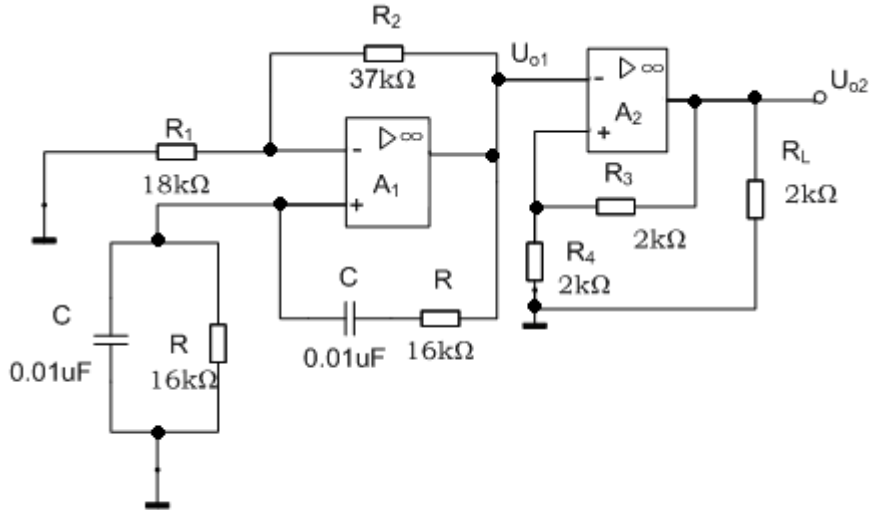 R₂
37kΩ
Uₒ₁
▷ ∞
A₂
-
+
Uₒ₂
R₁
18kΩ
▷ ∞
A₁
-
+
R₃
2kΩ
R_L
2kΩ
R₄
2kΩ
C
0.01uF
R
16kΩ
C
0.01uF
R
16kΩ